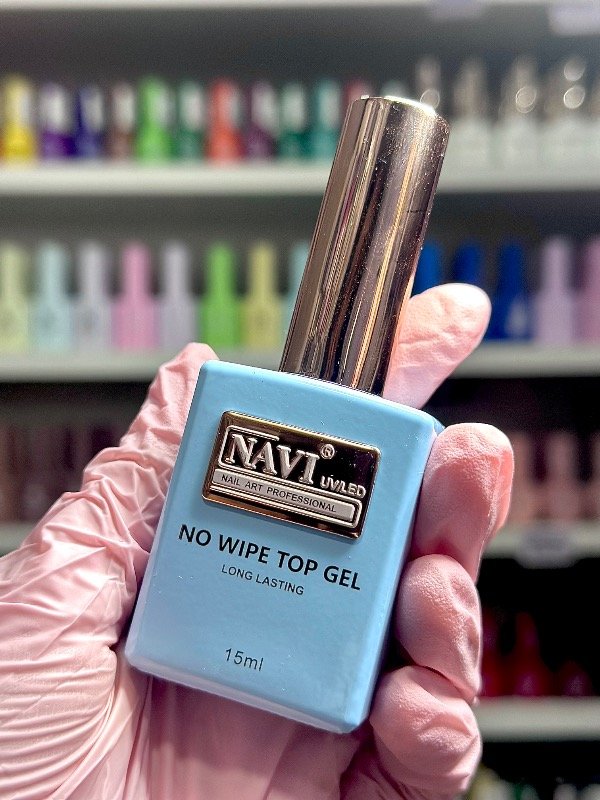 NAVI®
UV/LED
NAIL ART PROFESSIONAL
NO WIPE TOP GEL
LONG LASTING
15ml